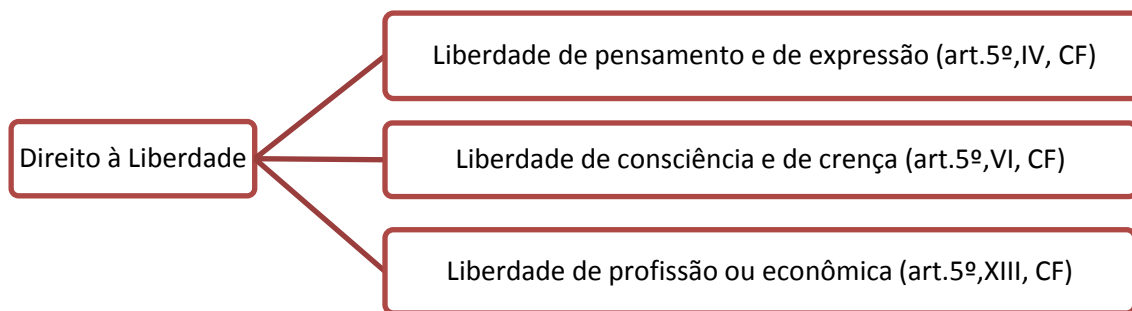 Liberdade de pensamento e de expressão (art.5º,IV, CF)
Direito à Liberdade
Liberdade de consciência e de crença (art.5º,VI, CF)
Liberdade de profissão ou econômica (art.5º,XIII, CF)